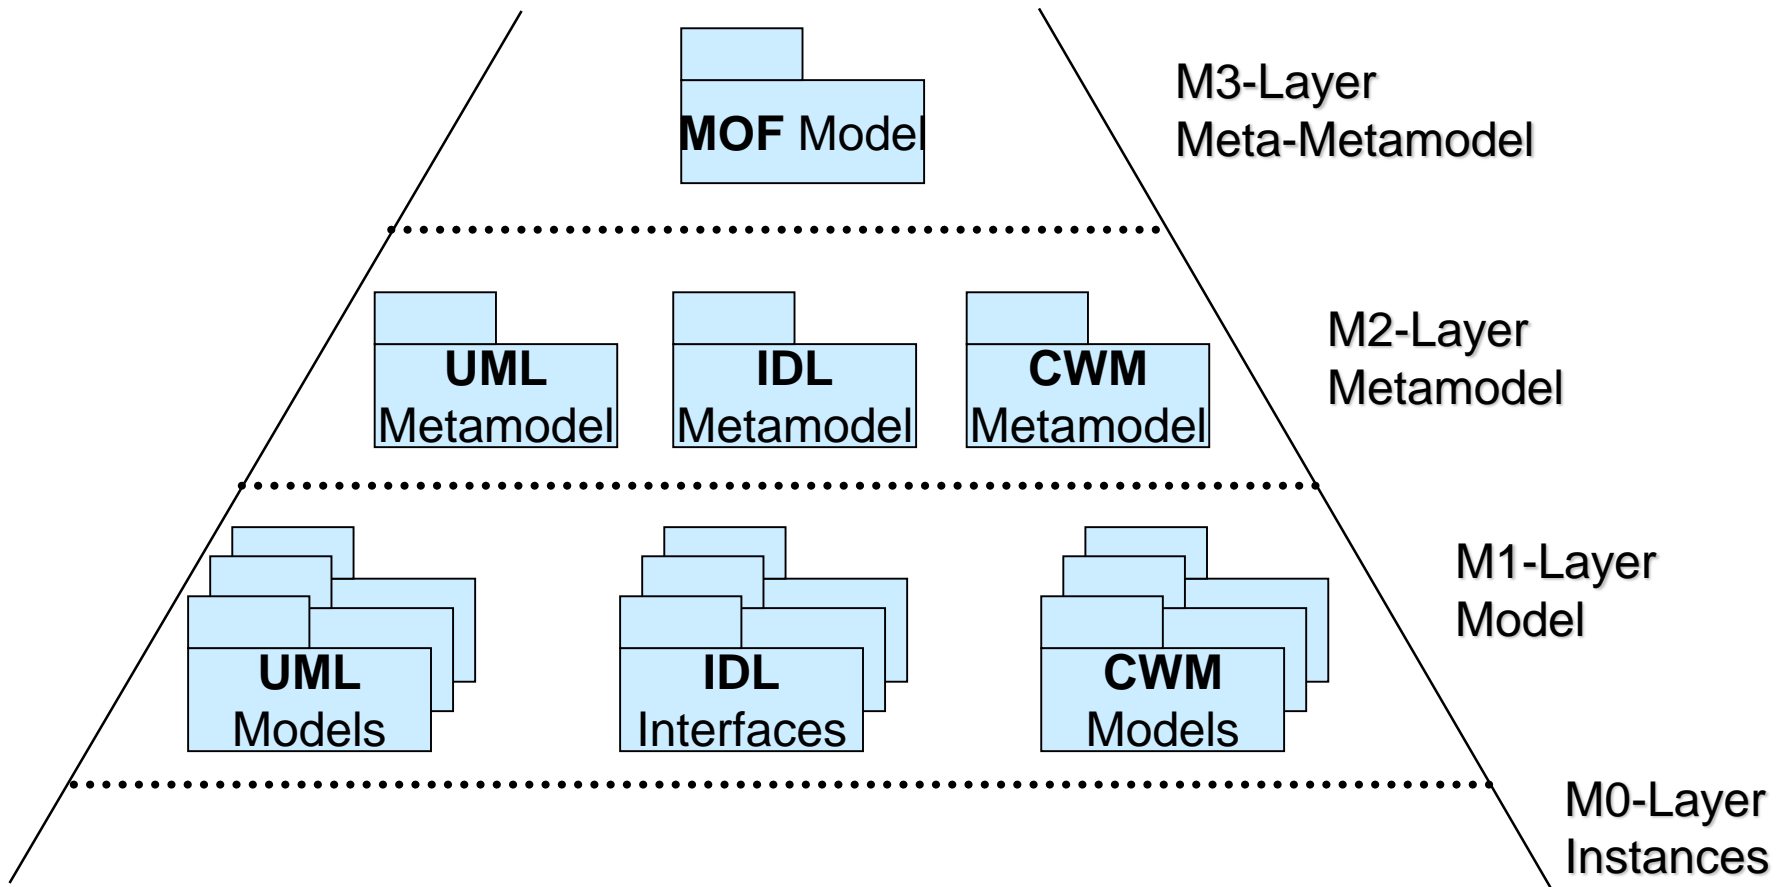 MOF Model
M3-Layer
Meta-Metamodel
UML
Metamodel
IDL
Metamodel
CWM
Metamodel
M2-Layer
Metamodel
UML
Models
IDL
Interfaces
CWM
Models
M1-Layer
Model
M0-Layer
Instances